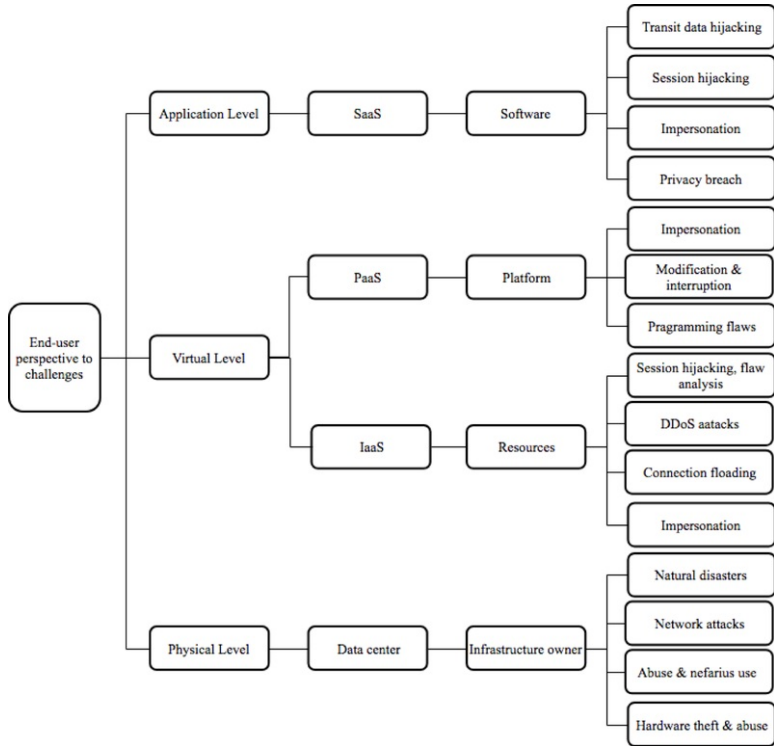 Transit data hijacking
Session hijacking
Application Level
SaaS
Software
Impersonation
Privacy breach
Impersonation
PaaS
Platform
Modification &
interruption
Pragramming flaws
End-user
perspective to
challenges
Virtual Level
Session hijacking, flaw
analysis
DDoS aatacks
IaaS
Resources
Connection floading
Impersonation
Natural disasters
Network attacks
Physical Level
Data center
Infrastructure owner
Abuse & nefarius use
Hardware theft & abuse